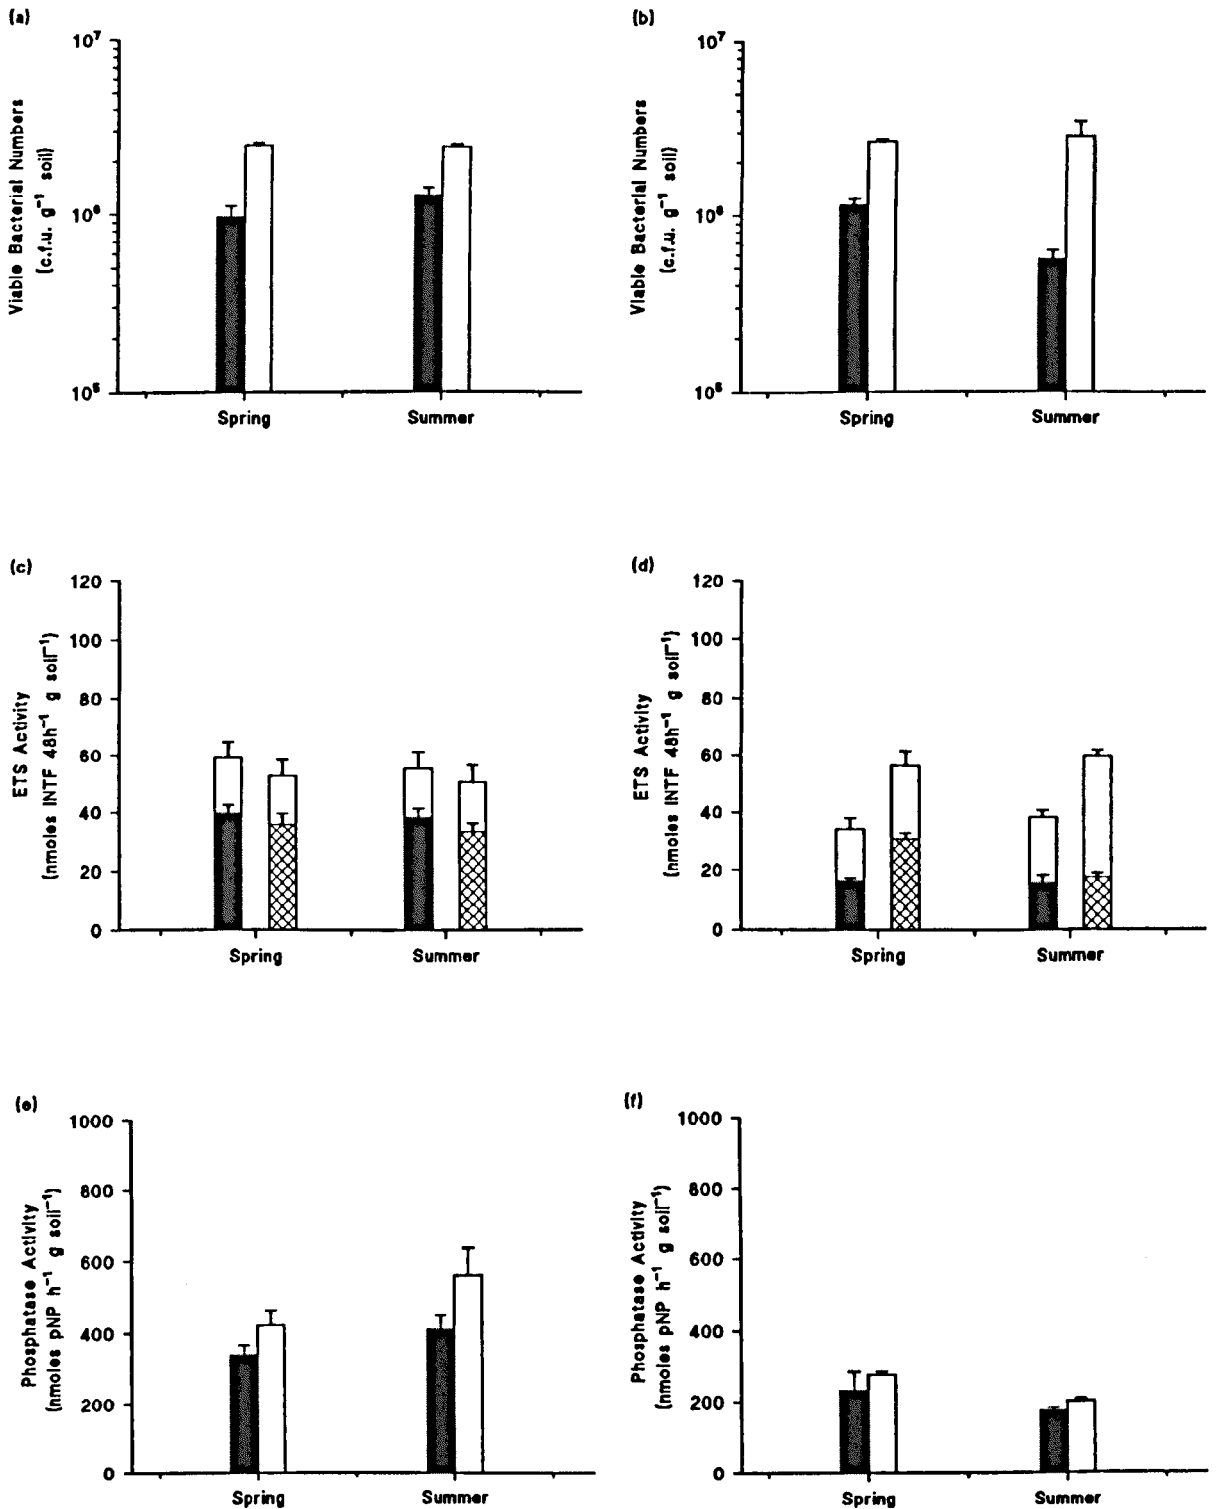 (a)
10⁷
10⁶
10⁵
Viable Bacterial Numbers
(c.f.u. g⁻¹ soil)
Spring
Summer
(b)
10⁷
10⁶
10⁵
Viable Bacterial Numbers
(c.f.u. g⁻¹ soil)
Spring
Summer
(c)
120
100
80
60
40
20
0
ETS Activity
(nmoles INTF 48h⁻¹ g soil⁻¹)
Spring
Summer
(d)
120
100
80
60
40
20
0
ETS Activity
(nmoles INTF 48h⁻¹ g soil⁻¹)
Spring
Summer
(e)
1000
800
600
400
200
0
Phosphatase Activity
(nmoles pNP h⁻¹ g soil⁻¹)
Spring
Summer
(f)
1000
800
600
400
200
0
Phosphatase Activity
(nmoles pNP h⁻¹ g soil⁻¹)
Spring
Summer